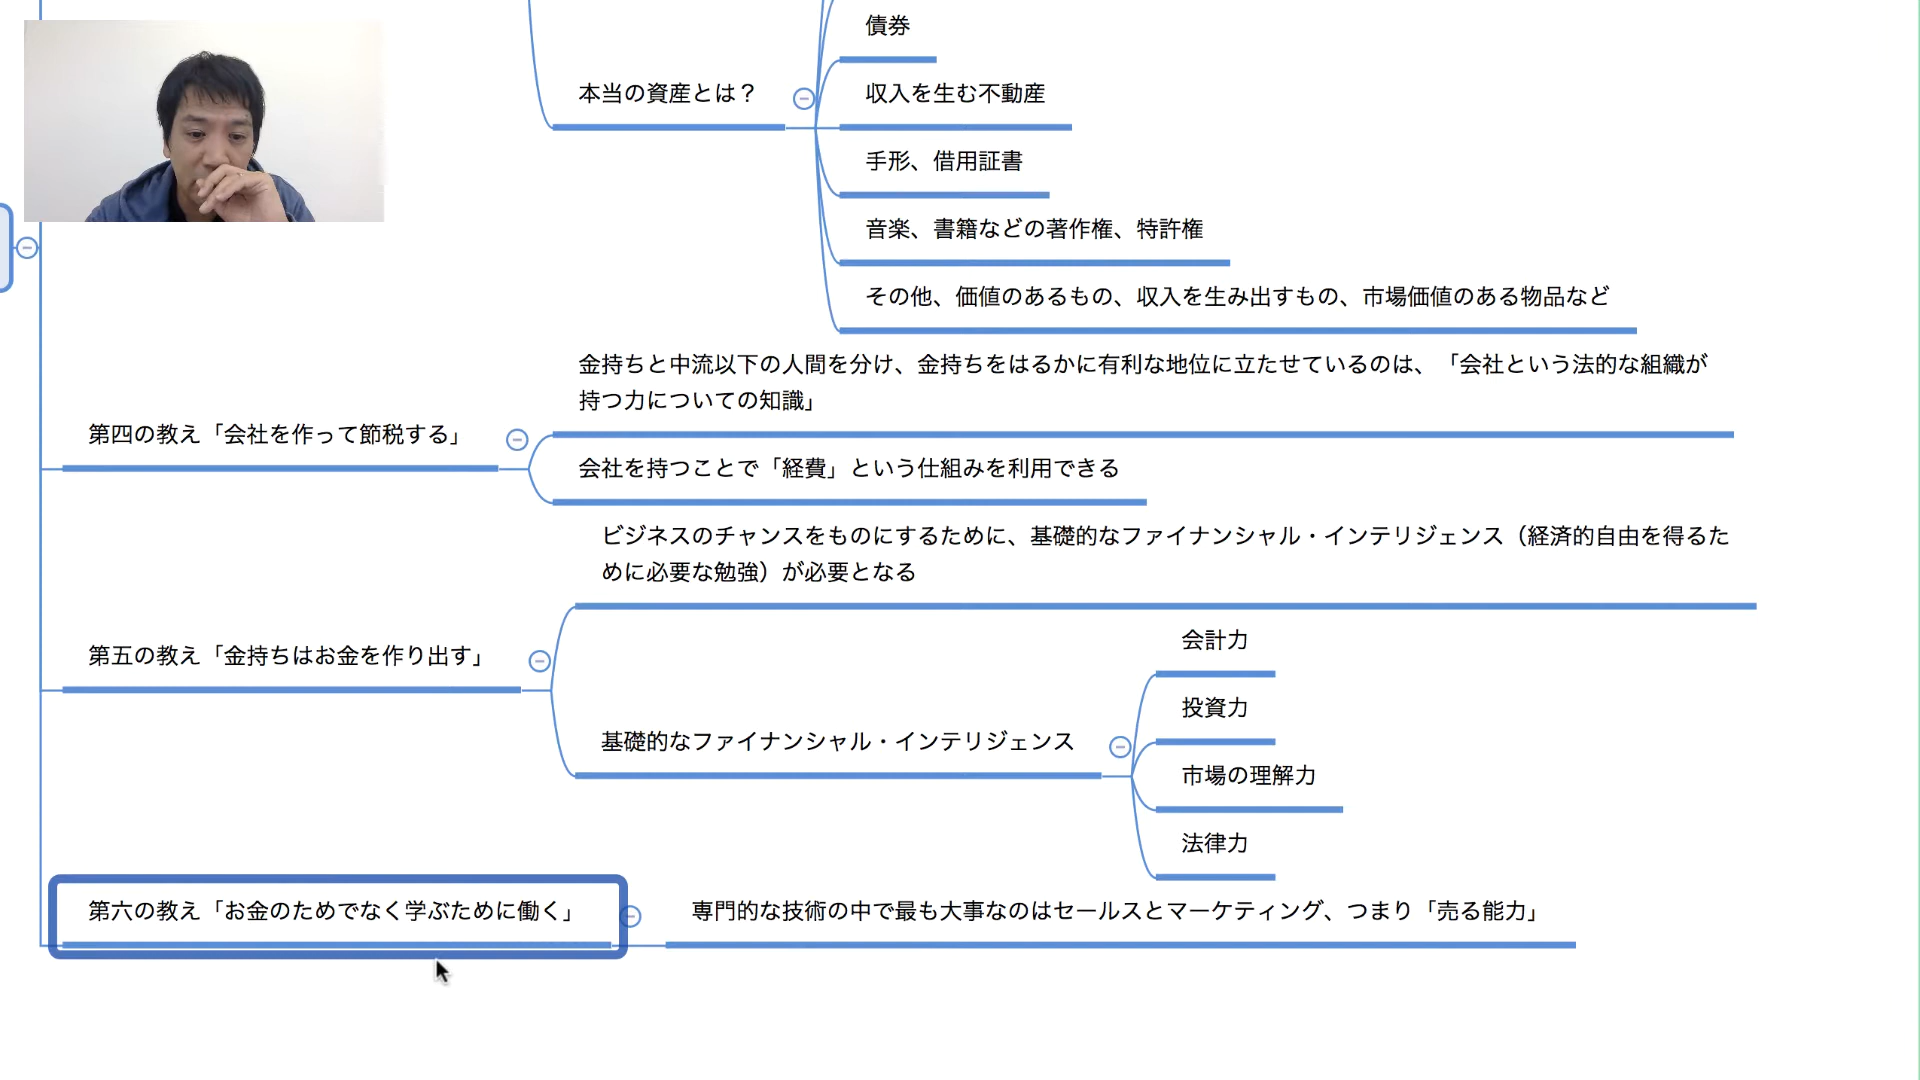 債券
本当の資産とは？
収入を生む不動産
手形、借用証書
音楽、書籍などの著作権、特許権
その他、価値のあるもの、収入を生み出すもの、市場価値のある物品など
金持ちと中流以下の人間を分け、金持ちをはるかに有利な地位に立たせているのは、「会社という法的な組織が
持つ力についての知識」
第四の教え「会社を作って節税する」
会社を持つことで「経費」という仕組みを利用できる
ビジネスのチャンスをものにするために、基礎的なファイナンシャル・インテリジェンス（経済的自由を得るた
めに必要な勉強）が必要となる
第五の教え「金持ちはお金を作り出す」
会計力
投資力
基礎的なファイナンシャル・インテリジェンス
市場の理解力
法律力
第六の教え「お金のためでなく学ぶために働く」
専門的な技術の中で最も大事なのはセールスとマーケティング、つまり「売る能力」